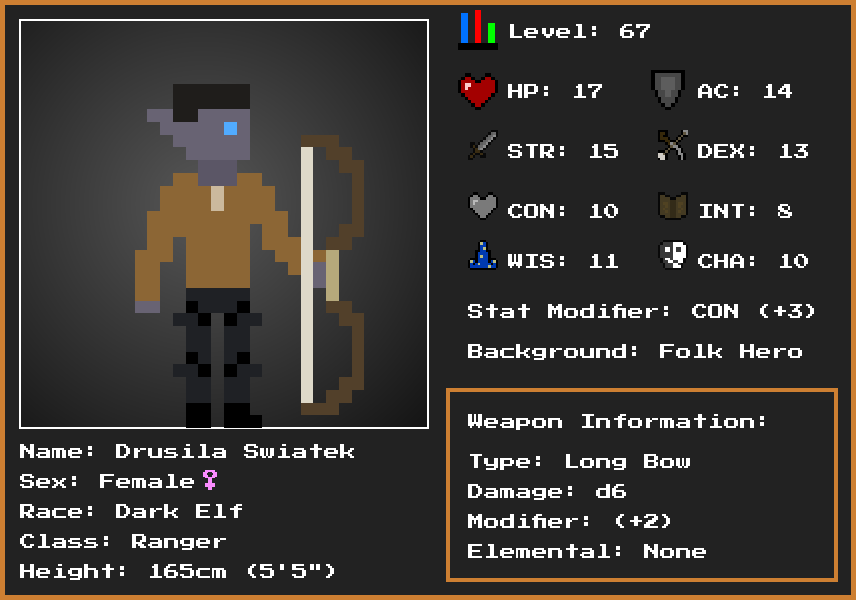 Level: 67
HP: 17 AC: 14
STR: 15 DEX: 13
CON: 10 INT: 8
WIS: 11 CHA: 10
Stat Modifier: CON (+3)
Background: Folk Hero
Weapon Information:
Type: Long Bow
Damage: d6
Modifier: (+2)
Elemental: None
Name: Drusila Swiatek
Sex: Female♀
Race: Dark Elf
Class: Ranger
Height: 165cm (5'5")